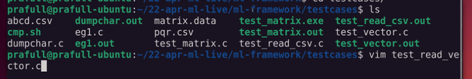 prafull@prafull-ubuntu:~/22-apr-ml-live/ml-framework/testcases$ ls
abcd.csv dumpchar.out matrix.data test_matrix.exe test_read_csv.out
cmp.sh eg1.c pqr.csv test_matrix.out test_vector.c
dumpchar.c eg1.out test_matrix.c test_read_csv.c test_vector.out
prafull@prafull-ubuntu:~/22-apr-ml-live/ml-framework/testcases$ vim test_read_ve
ctor.c